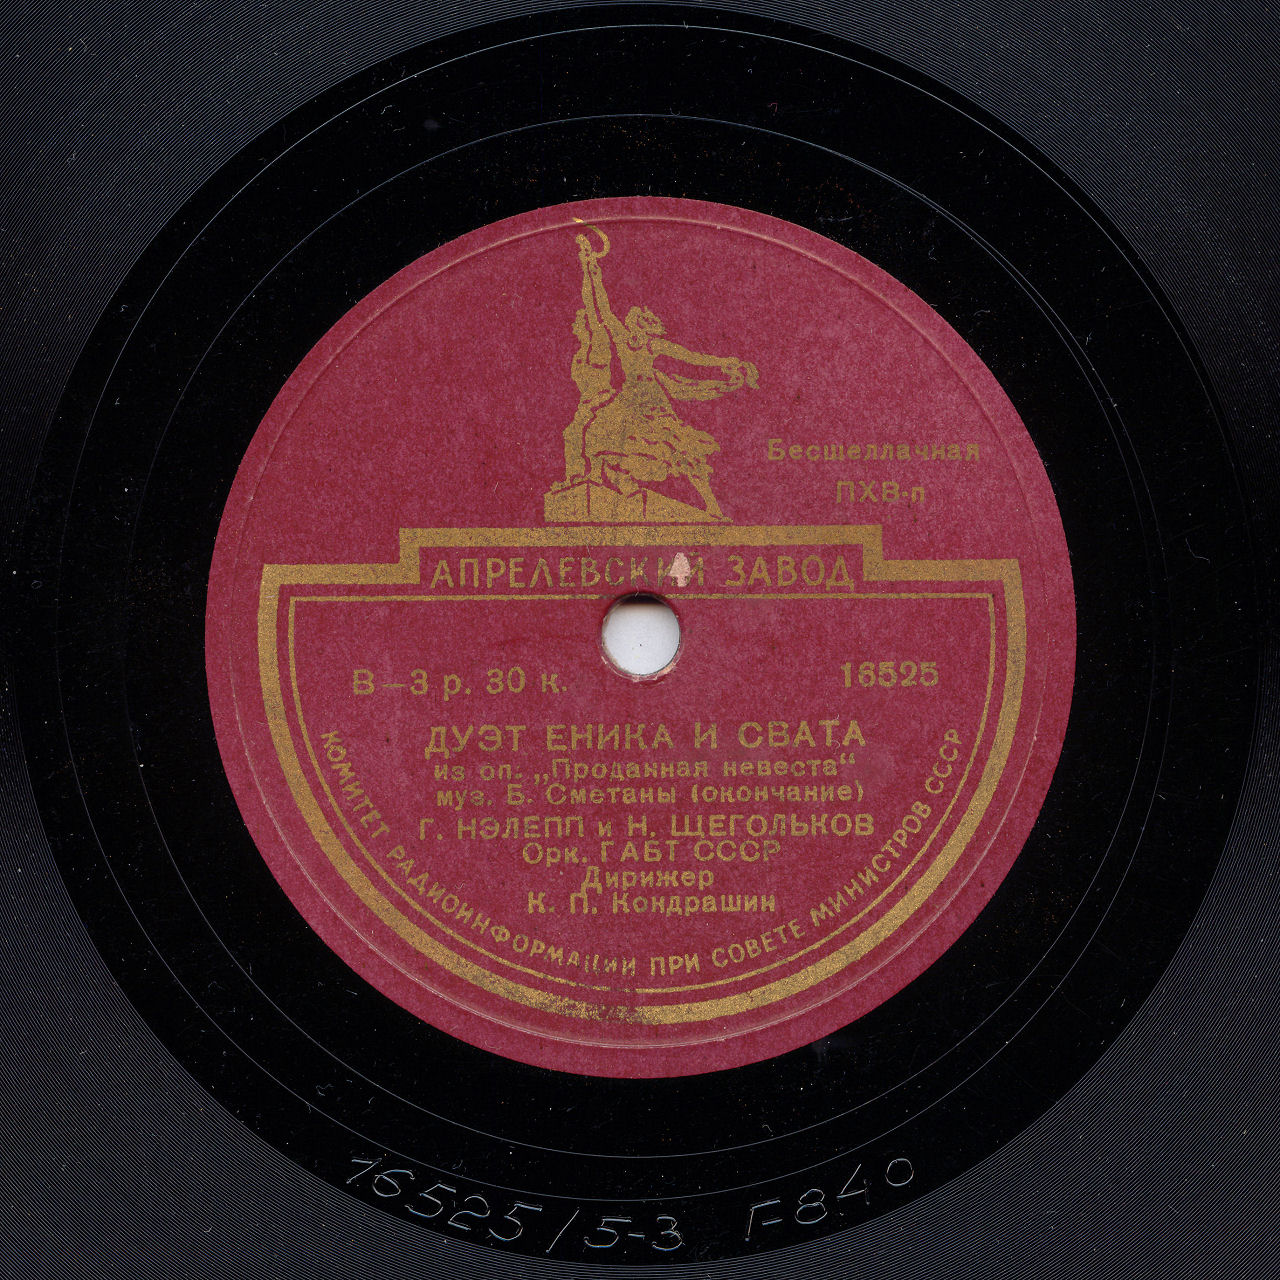 Бесшеллачная
ПХВ-п
АПРЕЛЕВСКИЙ ЗАВОД
В—3 р. 30 к.
16525
ДУЭТ ЕНИКА И СВАТА
из оп. „Проданная невеста“
муз. Б. Сметаны (окончание)
Г. НЭЛЕПП и Н. ЩЕГОЛЬКОВ
Орк. ГАБТ СССР
Дирижер
К. П. Кондрашин
КОМИТЕТ РАДИОИНФОРМАЦИИ ПРИ СОВЕТЕ МИНИСТРОВ СССР
16525/5-3 F-840